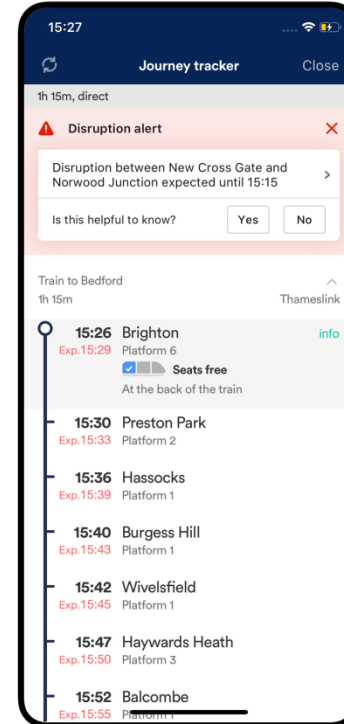 15:27
Journey tracker
Close
1h 15m, direct
Disruption alert
Disruption between New Cross Gate and
Norwood Junction expected until 15:15
Is this helpful to know?
Yes
No
Train to Bedford
1h 15m
Thameslink
15:26 Brighton info
Exp.15:29 Platform 6
Seats free
At the back of the train
15:30 Preston Park
Exp.15:33 Platform 2
15:36 Hassocks
Exp.15:39 Platform 1
15:40 Burgess Hill
Exp.15:43 Platform 1
15:42 Wivelsfield
Exp.15:45 Platform 1
15:47 Haywards Heath
Exp.15:50 Platform 3
15:52 Balcombe
Exp.15:55 Platform 1